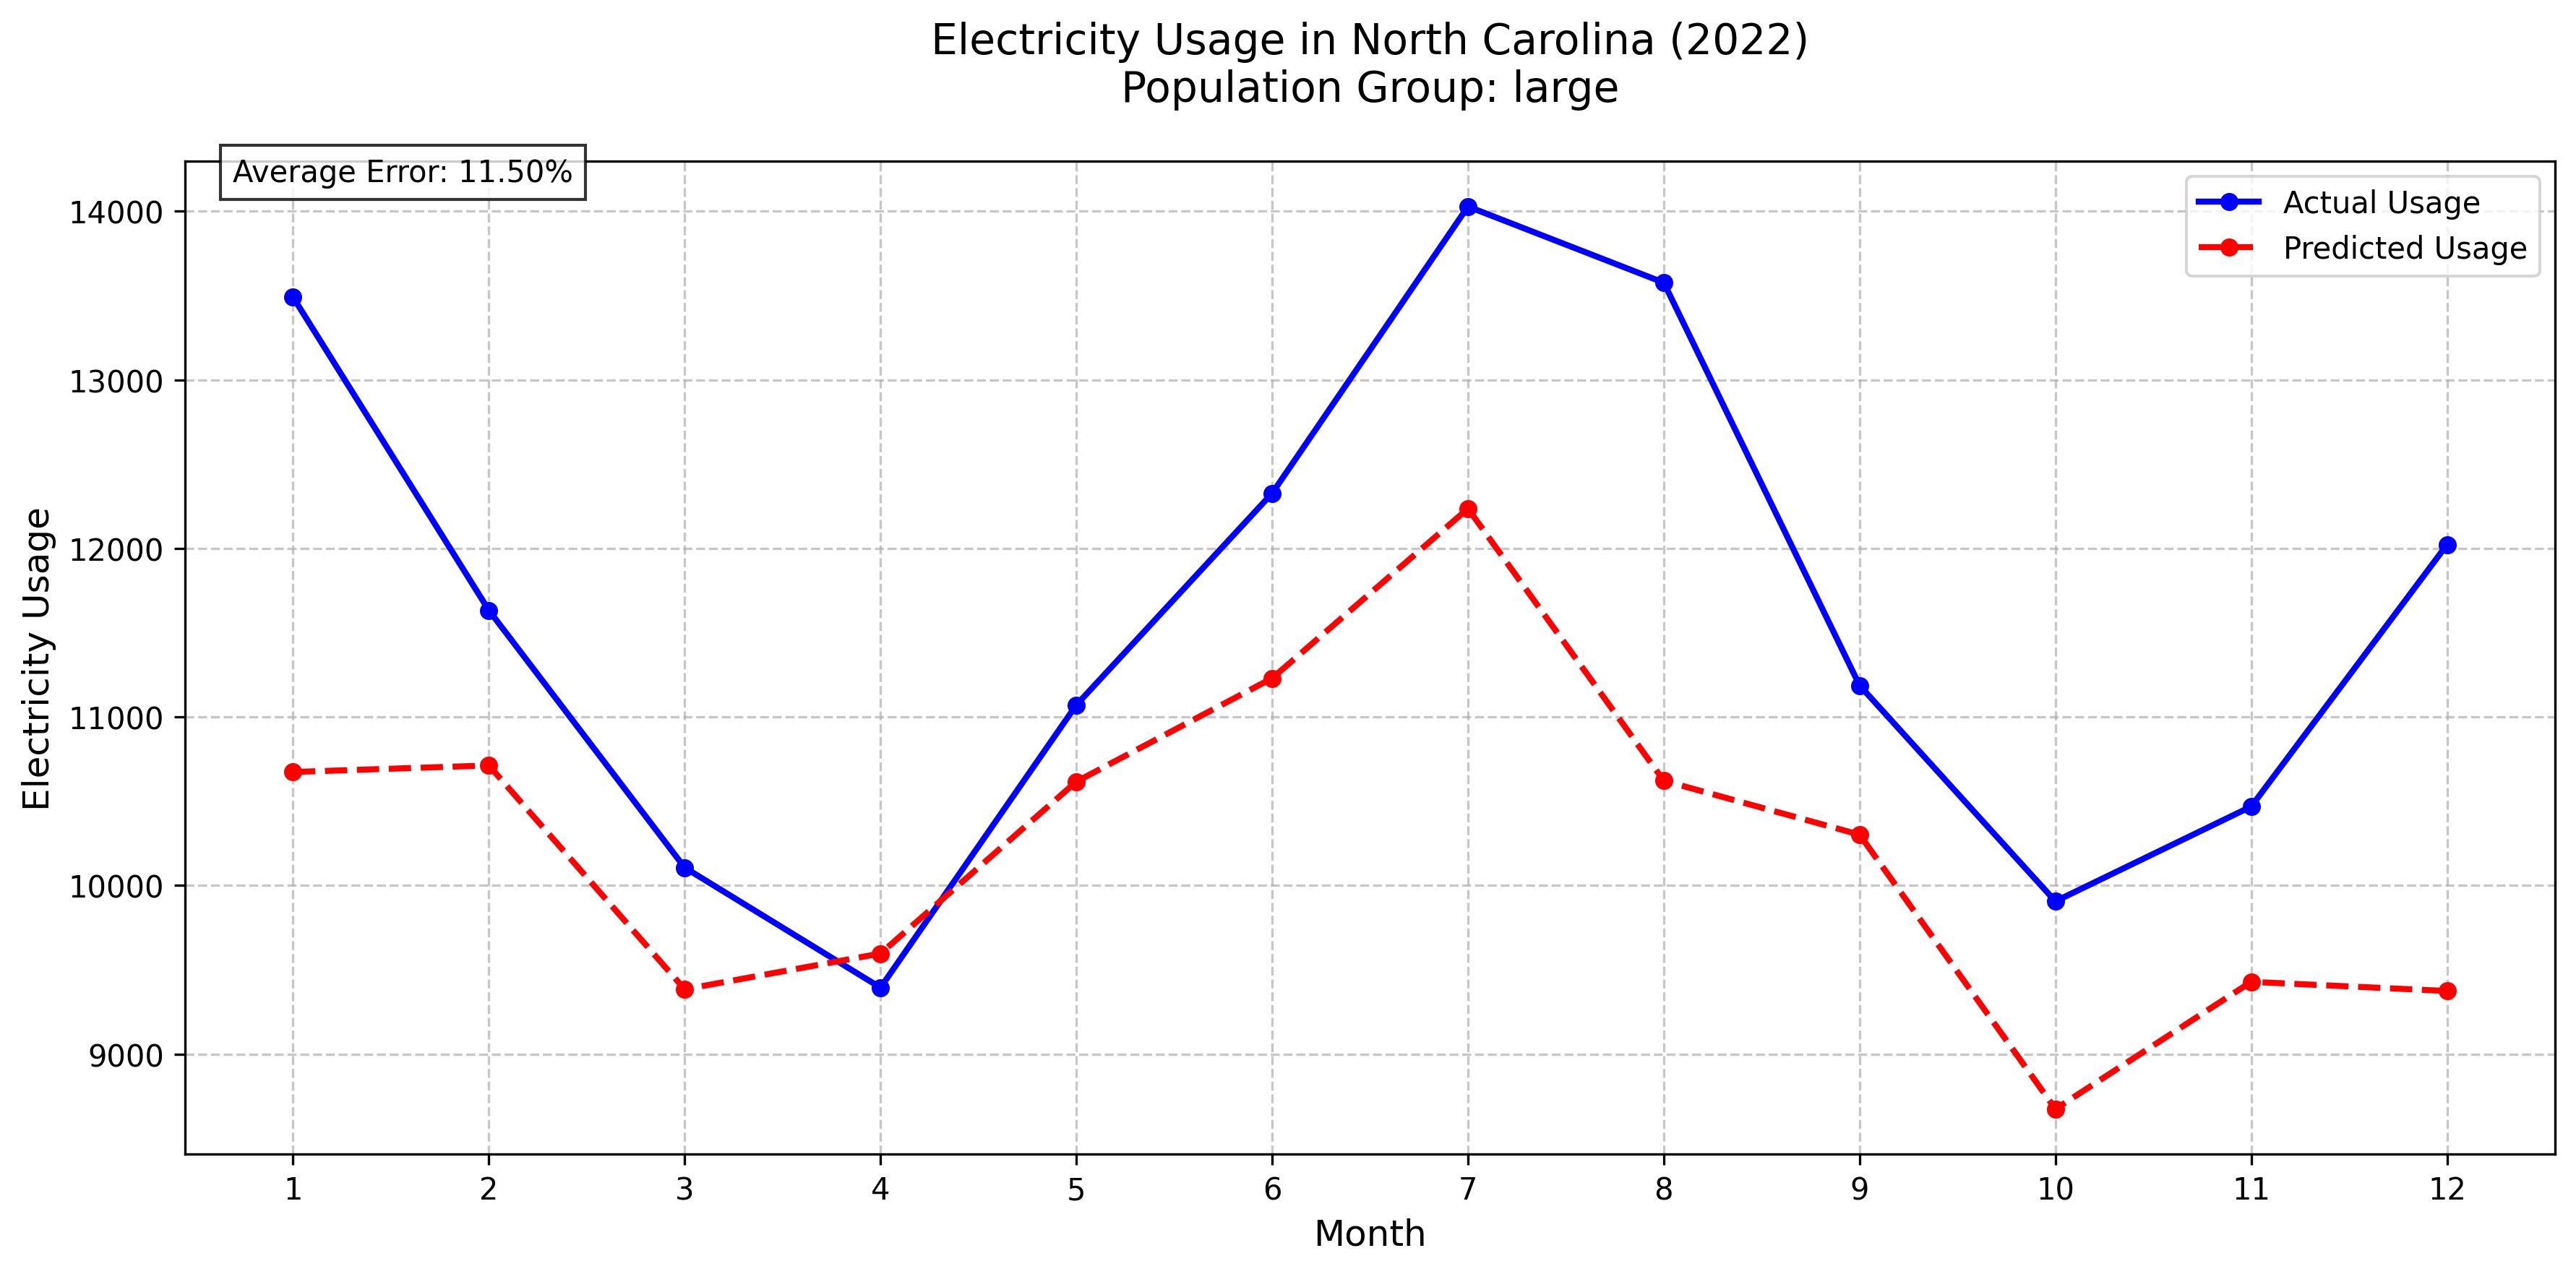 Electricity Usage in North Carolina (2022)
Population Group: large
Average Error: 11.50%
Actual Usage
Predicted Usage
14000
13000
12000
11000
10000
9000
Electricity Usage
1 2 3 4 5 6 7 8 9 10 11 12
Month